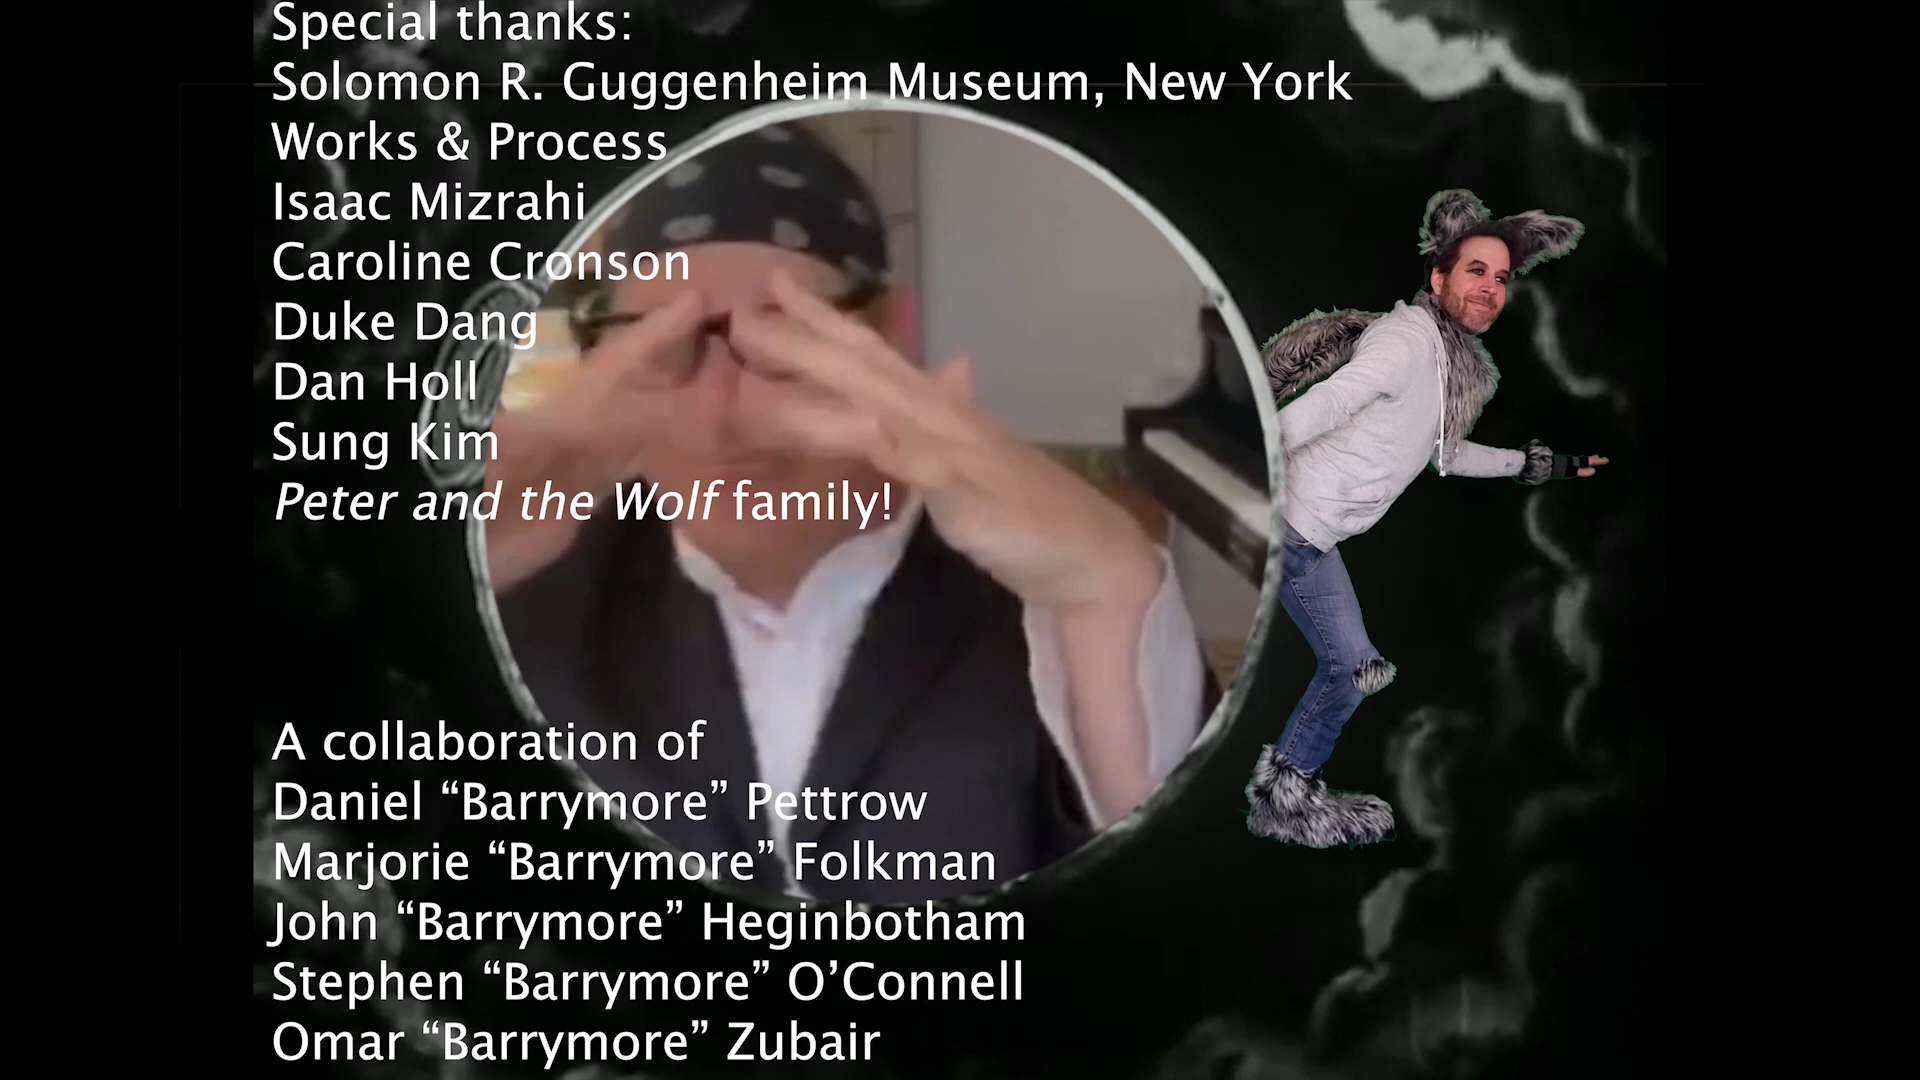 Special thanks:
Solomon R. Guggenheim Museum, New York
Works & Process
Isaac Mizrahi
Caroline Cronson
Duke Dang
Dan Holl
Sung Kim
Peter and the Wolf family!
A collaboration of
Daniel “Barrymore” Pettrow
Marjorie “Barrymore” Folkman
John “Barrymore” Heginbotham
Stephen “Barrymore” O’Connell
Omar “Barrymore” Zubair